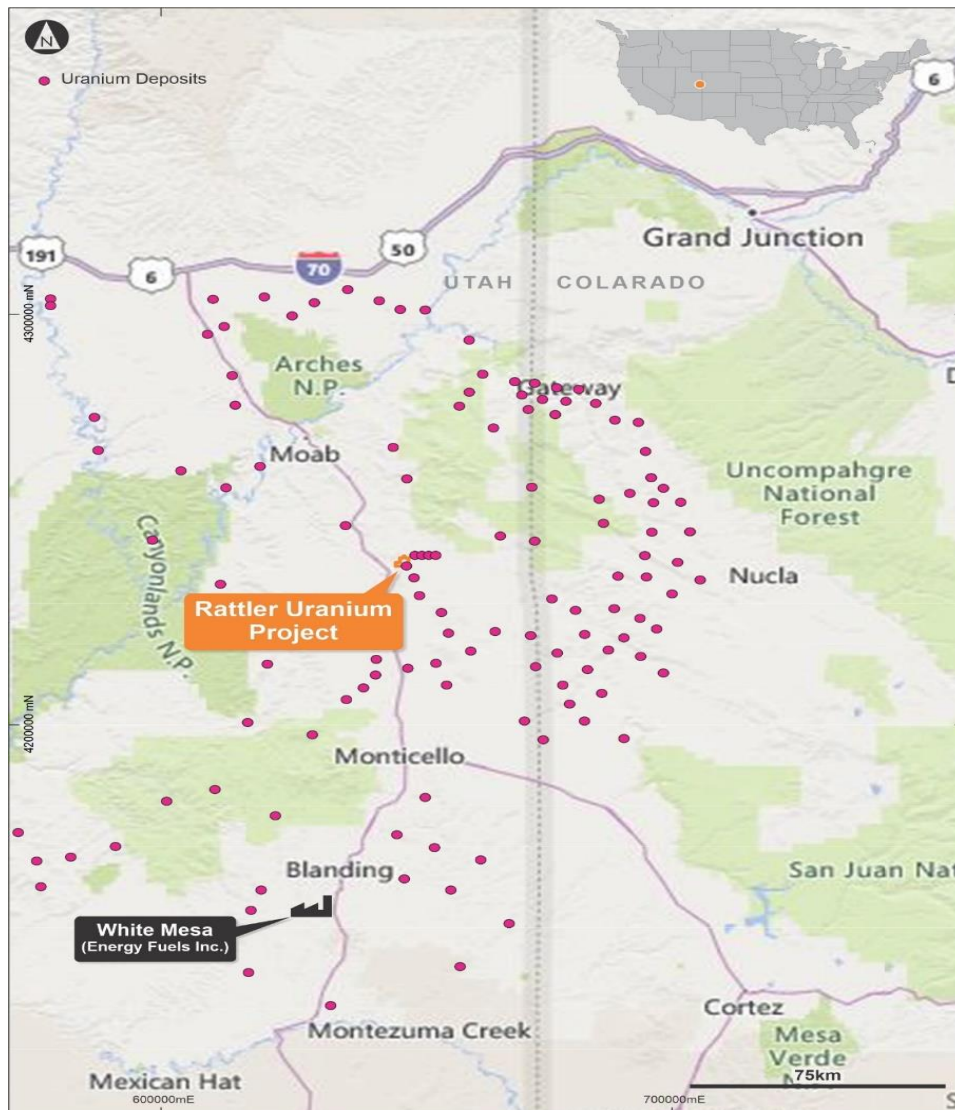 N
Uranium Deposits
6
Grand Junction
191
50
6
70
UTAH
COLARADO
4300000 mN
Arches
N.P.
Gateway
D
Moab
Uncompahgre
National
Forest
Canyonlands N.P.
Nucla
Rattler Uranium
Project
4200000 mN
Monticello
Blanding
San Juan Nat
White Mesa
(Energy Fuels Inc.)
Cortez
Montezuma Creek
Mesa
Verde
75km
Mexican Hat
600000mE
700000mE
S